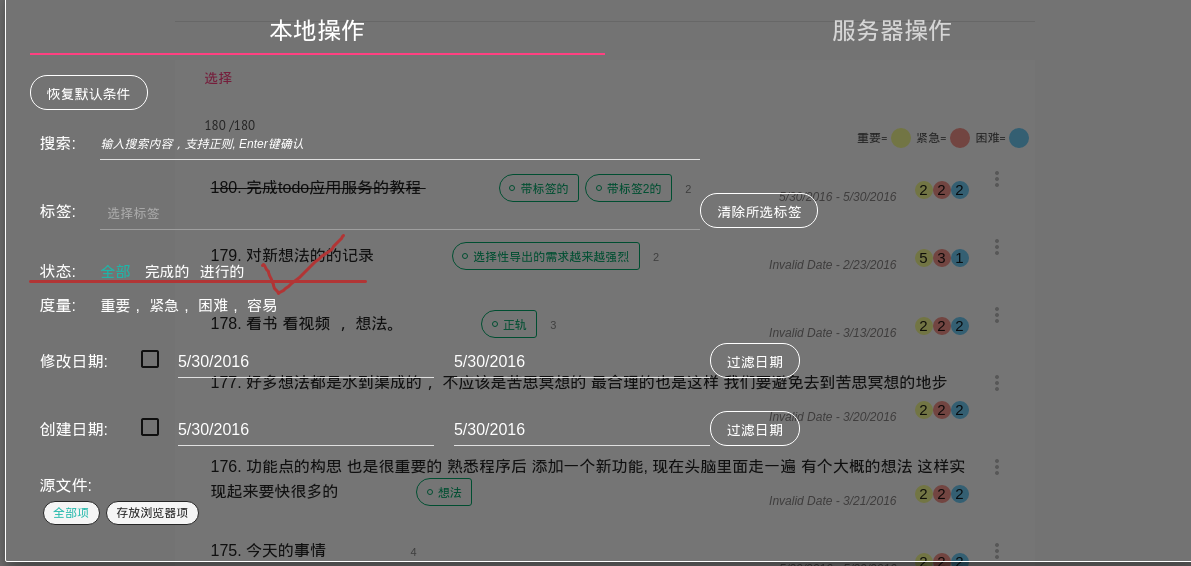 本地操作 服务器操作
选择
恢复默认条件
180 /180
重要= 紧急= 困难=
搜索: 输入搜索内容，支持正则, Enter键确认
180. 完成todo应用服务的教程 带标签的 带标签2的 2
5/30/2016 - 5/30/2016 2 2 2
标签: 选择标签 清除所选标签
179. 对新想法的的记录 选择性导出的需求越来越强烈 2
Invalid Date - 2/23/2016 5 3 1
状态: 全部 完成的 进行的
度量: 重要， 紧急， 困难， 容易
178. 看书 看视频 ， 想法。 正轨 3
Invalid Date - 3/13/2016 2 2 2
修改日期: 5/30/2016 5/30/2016 过滤日期
177. 好多想法都是水到渠成的， 不应该是苦思冥想的 最合理的也是这样 我们要避免去到苦思冥想的地步
Invalid Date - 3/20/2016 2 2 2
创建日期: 5/30/2016 5/30/2016 过滤日期
176. 功能点的构思 也是很重要的 熟悉程序后 添加一个新功能, 现在头脑里面走一遍 有个大概的想法 这样实
现起来要快很多的 想法
Invalid Date - 3/21/2016 2 2 2
源文件:
全部项 存放浏览器项
175. 今天的事情 4
2 2 2